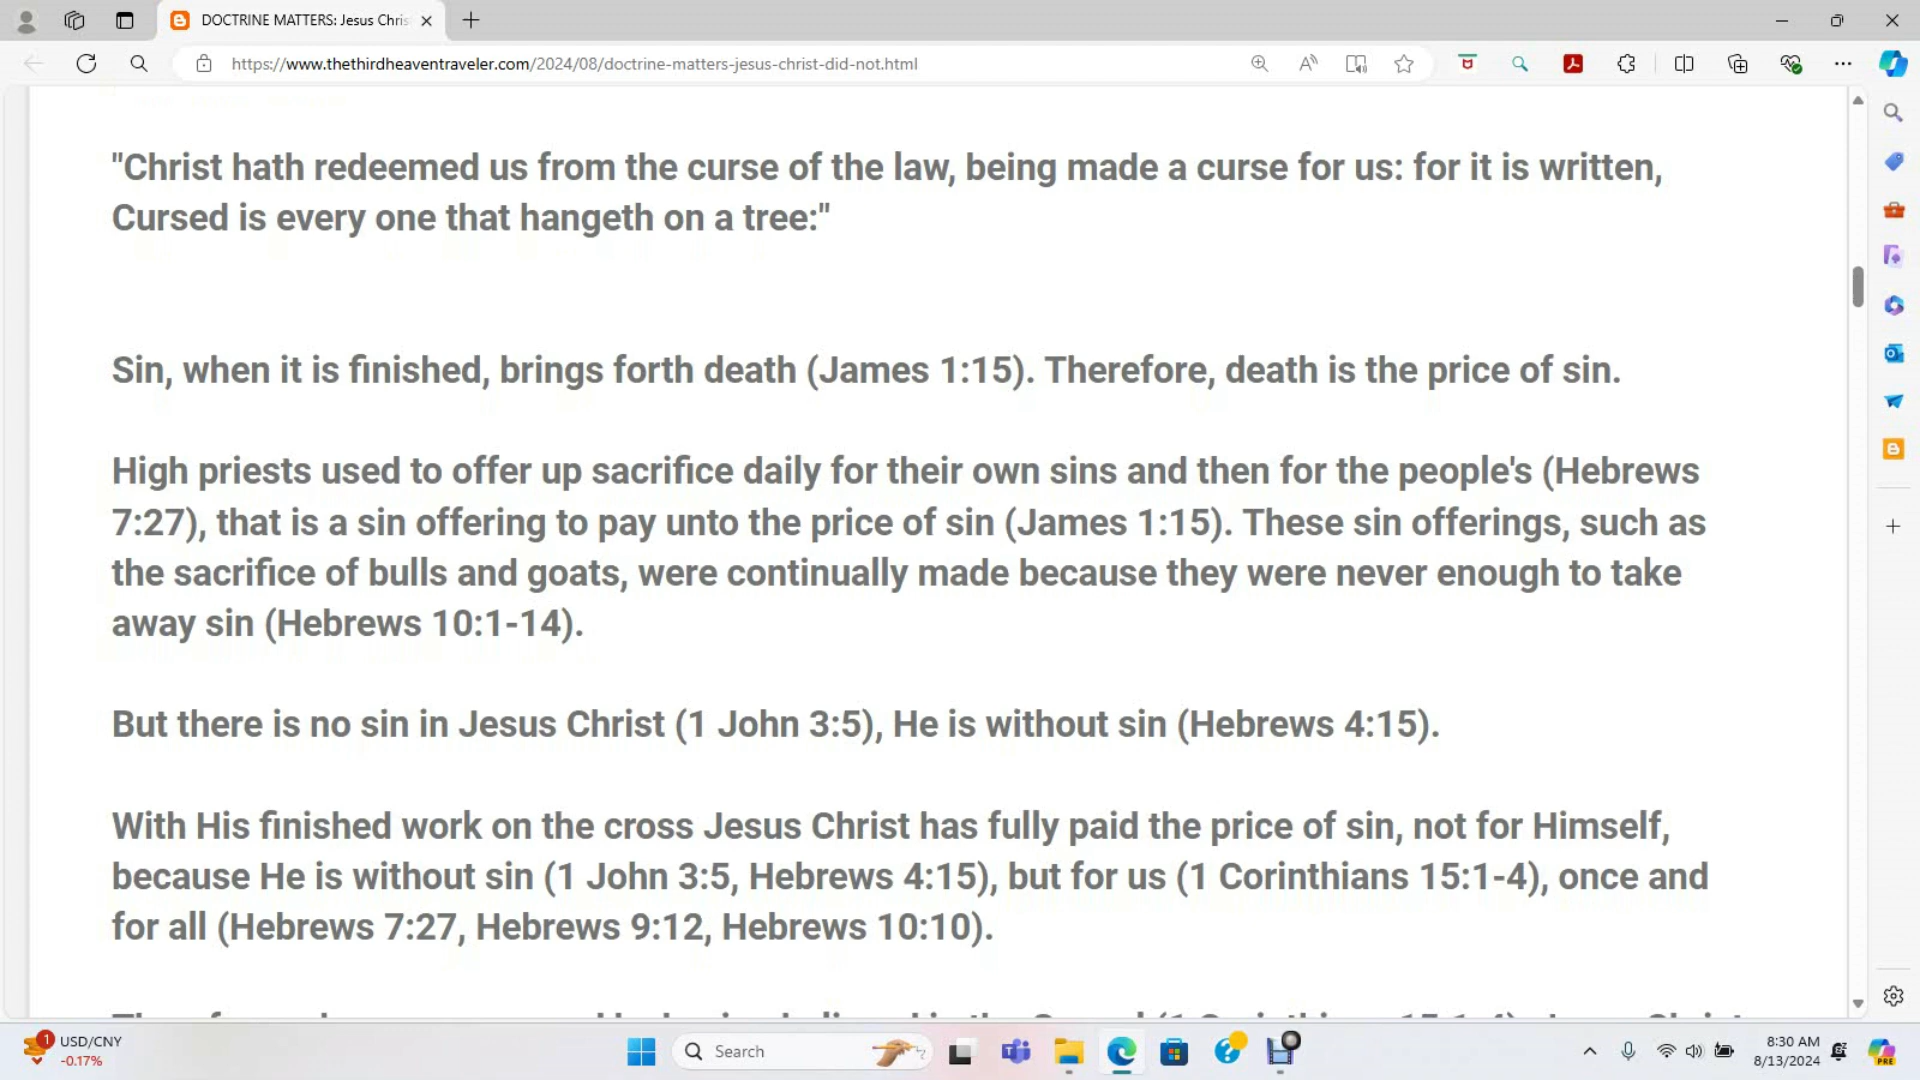 DOCTRINE MATTERS: Jesus Chris
https://www.thethirdheaventraveler.com/2024/08/doctrine-matters-jesus-christ-did-not.html
"Christ hath redeemed us from the curse of the law, being made a curse for us: for it is written,
Cursed is every one that hangeth on a tree:"
Sin, when it is finished, brings forth death (James 1:15). Therefore, death is the price of sin.
High priests used to offer up sacrifice daily for their own sins and then for the people's (Hebrews
7:27), that is a sin offering to pay unto the price of sin (James 1:15). These sin offerings, such as
the sacrifice of bulls and goats, were continually made because they were never enough to take
away sin (Hebrews 10:1-14).
But there is no sin in Jesus Christ (1 John 3:5), He is without sin (Hebrews 4:15).
With His finished work on the cross Jesus Christ has fully paid the price of sin, not for Himself,
because He is without sin (1 John 3:5, Hebrews 4:15), but for us (1 Corinthians 15:1-4), once and
for all (Hebrews 7:27, Hebrews 9:12, Hebrews 10:10).
1
USD/CNY
-0.17%
Search
8:30 AM
8/13/2024
PRE